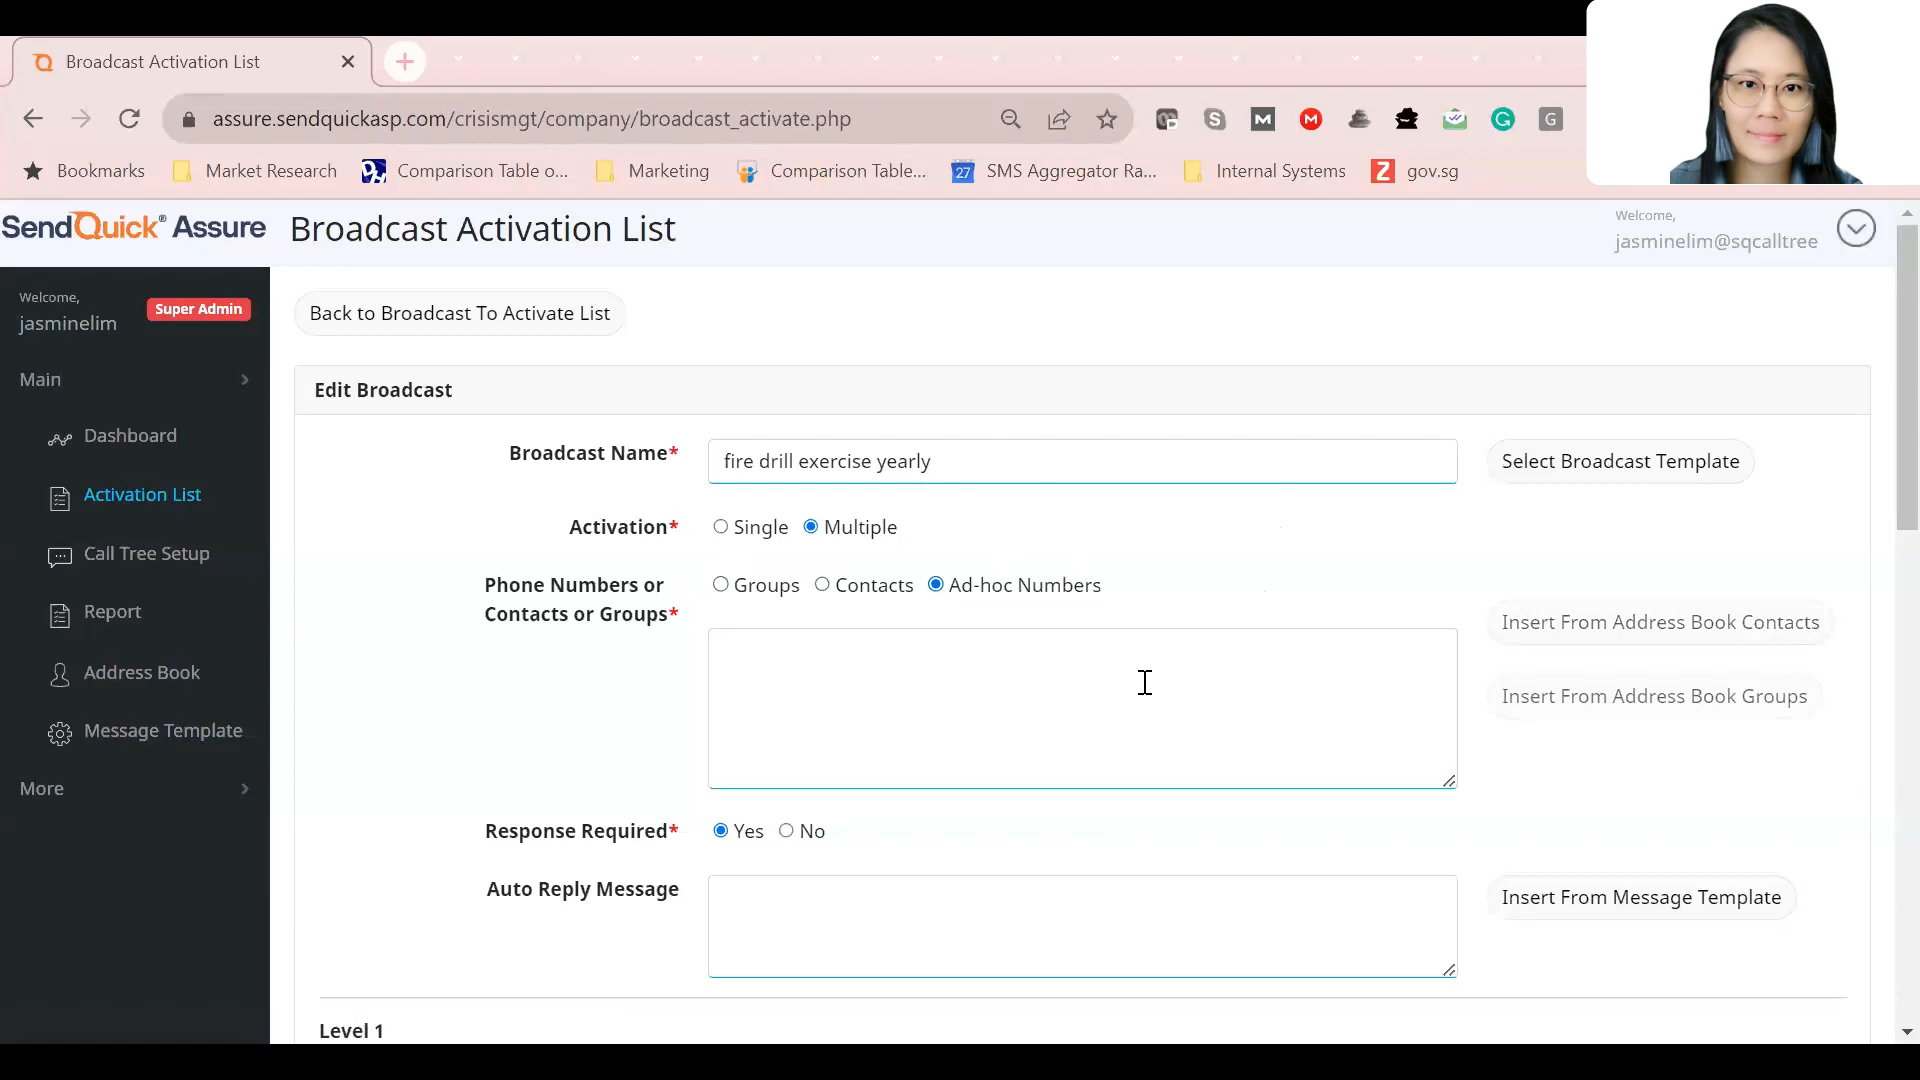 Broadcast Activation List
assure.sendquickasp.com/crisismgt/company/broadcast_activate.php
Bookmarks
Market Research
Comparison Table o...
Marketing
Comparison Table...
27
SMS Aggregator Ra...
Internal Systems
gov.sg
SendQuick® Assure
Broadcast Activation List
Welcome,
jasminelim@sqcalltree
Welcome,
jasminelim
Super Admin
Main
Dashboard
Activation List
Call Tree Setup
Report
Address Book
Message Template
More
Back to Broadcast To Activate List
Edit Broadcast
Broadcast Name*
fire drill exercise yearly
Select Broadcast Template
Activation*
Single
Multiple
Phone Numbers or
Contacts or Groups*
Groups
Contacts
Ad-hoc Numbers
Insert From Address Book Contacts
Insert From Address Book Groups
Response Required*
Yes
No
Auto Reply Message
Insert From Message Template
Level 1